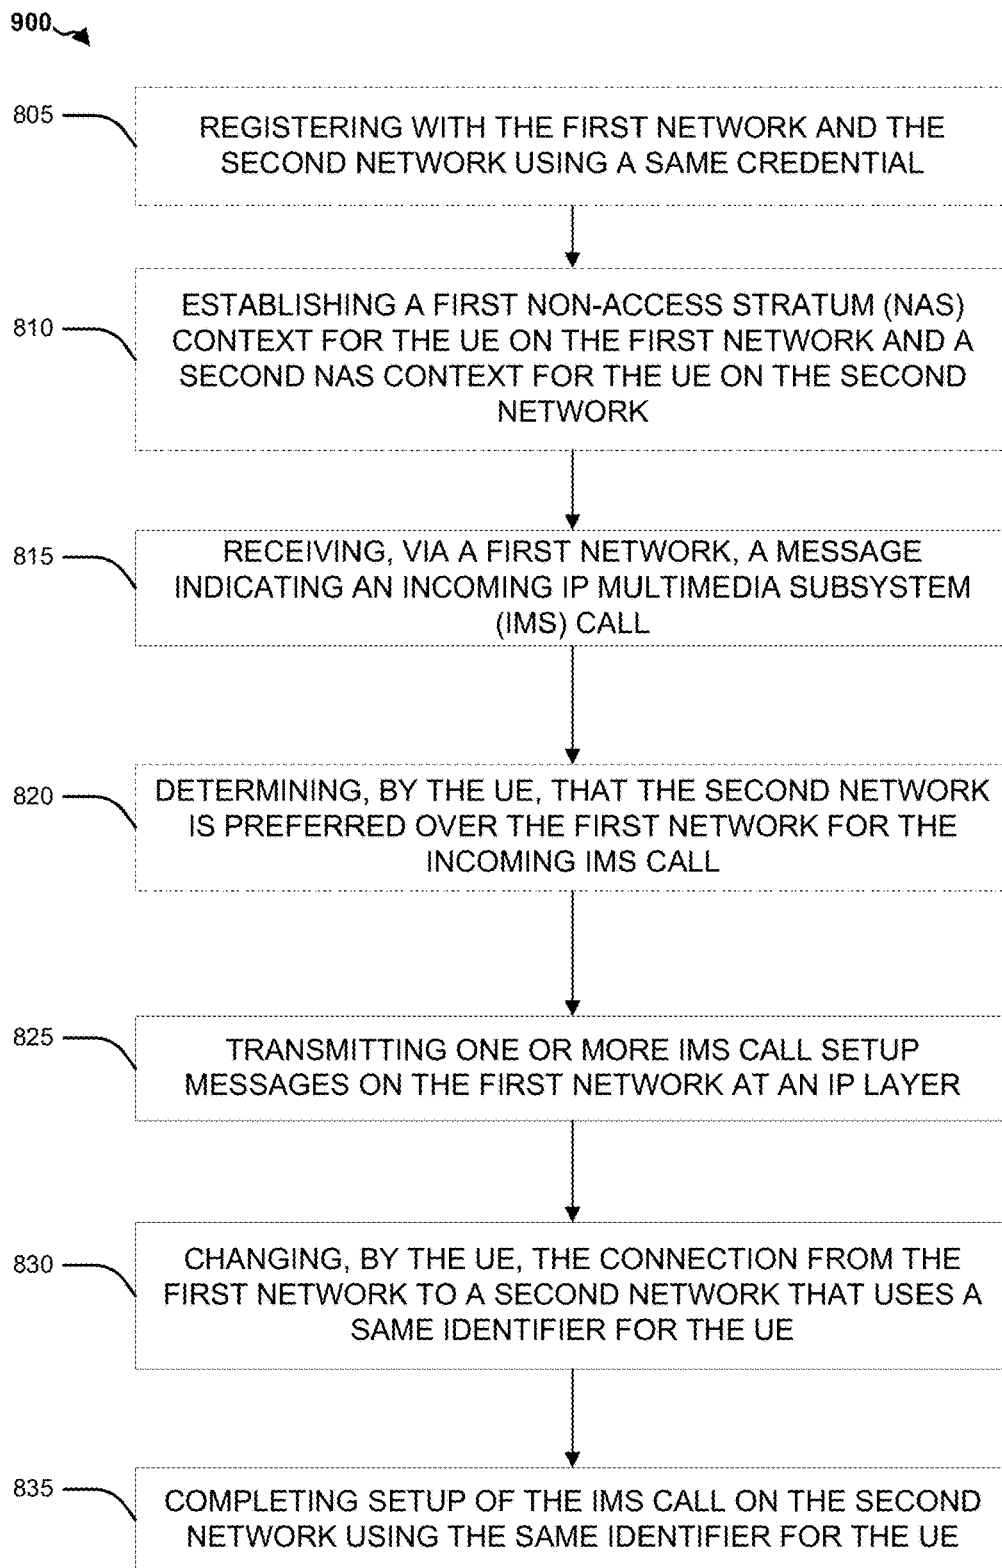 900
805
REGISTERING WITH THE FIRST NETWORK AND THE
SECOND NETWORK USING A SAME CREDENTIAL
810
ESTABLISHING A FIRST NON-ACCESS STRATUM (NAS)
CONTEXT FOR THE UE ON THE FIRST NETWORK AND A
SECOND NAS CONTEXT FOR THE UE ON THE SECOND
NETWORK
815
RECEIVING, VIA A FIRST NETWORK, A MESSAGE
INDICATING AN INCOMING IP MULTIMEDIA SUBSYSTEM
(IMS) CALL
820
DETERMINING, BY THE UE, THAT THE SECOND NETWORK
IS PREFERRED OVER THE FIRST NETWORK FOR THE
INCOMING IMS CALL
825
TRANSMITTING ONE OR MORE IMS CALL SETUP
MESSAGES ON THE FIRST NETWORK AT AN IP LAYER
830
CHANGING, BY THE UE, THE CONNECTION FROM THE
FIRST NETWORK TO A SECOND NETWORK THAT USES A
SAME IDENTIFIER FOR THE UE
835
COMPLETING SETUP OF THE IMS CALL ON THE SECOND
NETWORK USING THE SAME IDENTIFIER FOR THE UE